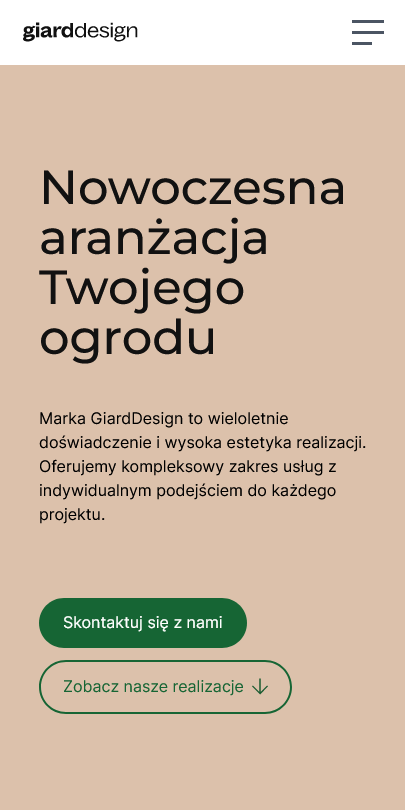 giarddesign
Nowoczesna
aranżacja
Twojego
ogrodu
Marka GiardDesign to wieloletnie
doświadczenie i wysoka estetyka realizacji.
Oferujemy kompleksowy zakres usług z
indywidualnym podejściem do każdego
projektu.
Skontaktuj się z nami
Zobacz nasze realizacje